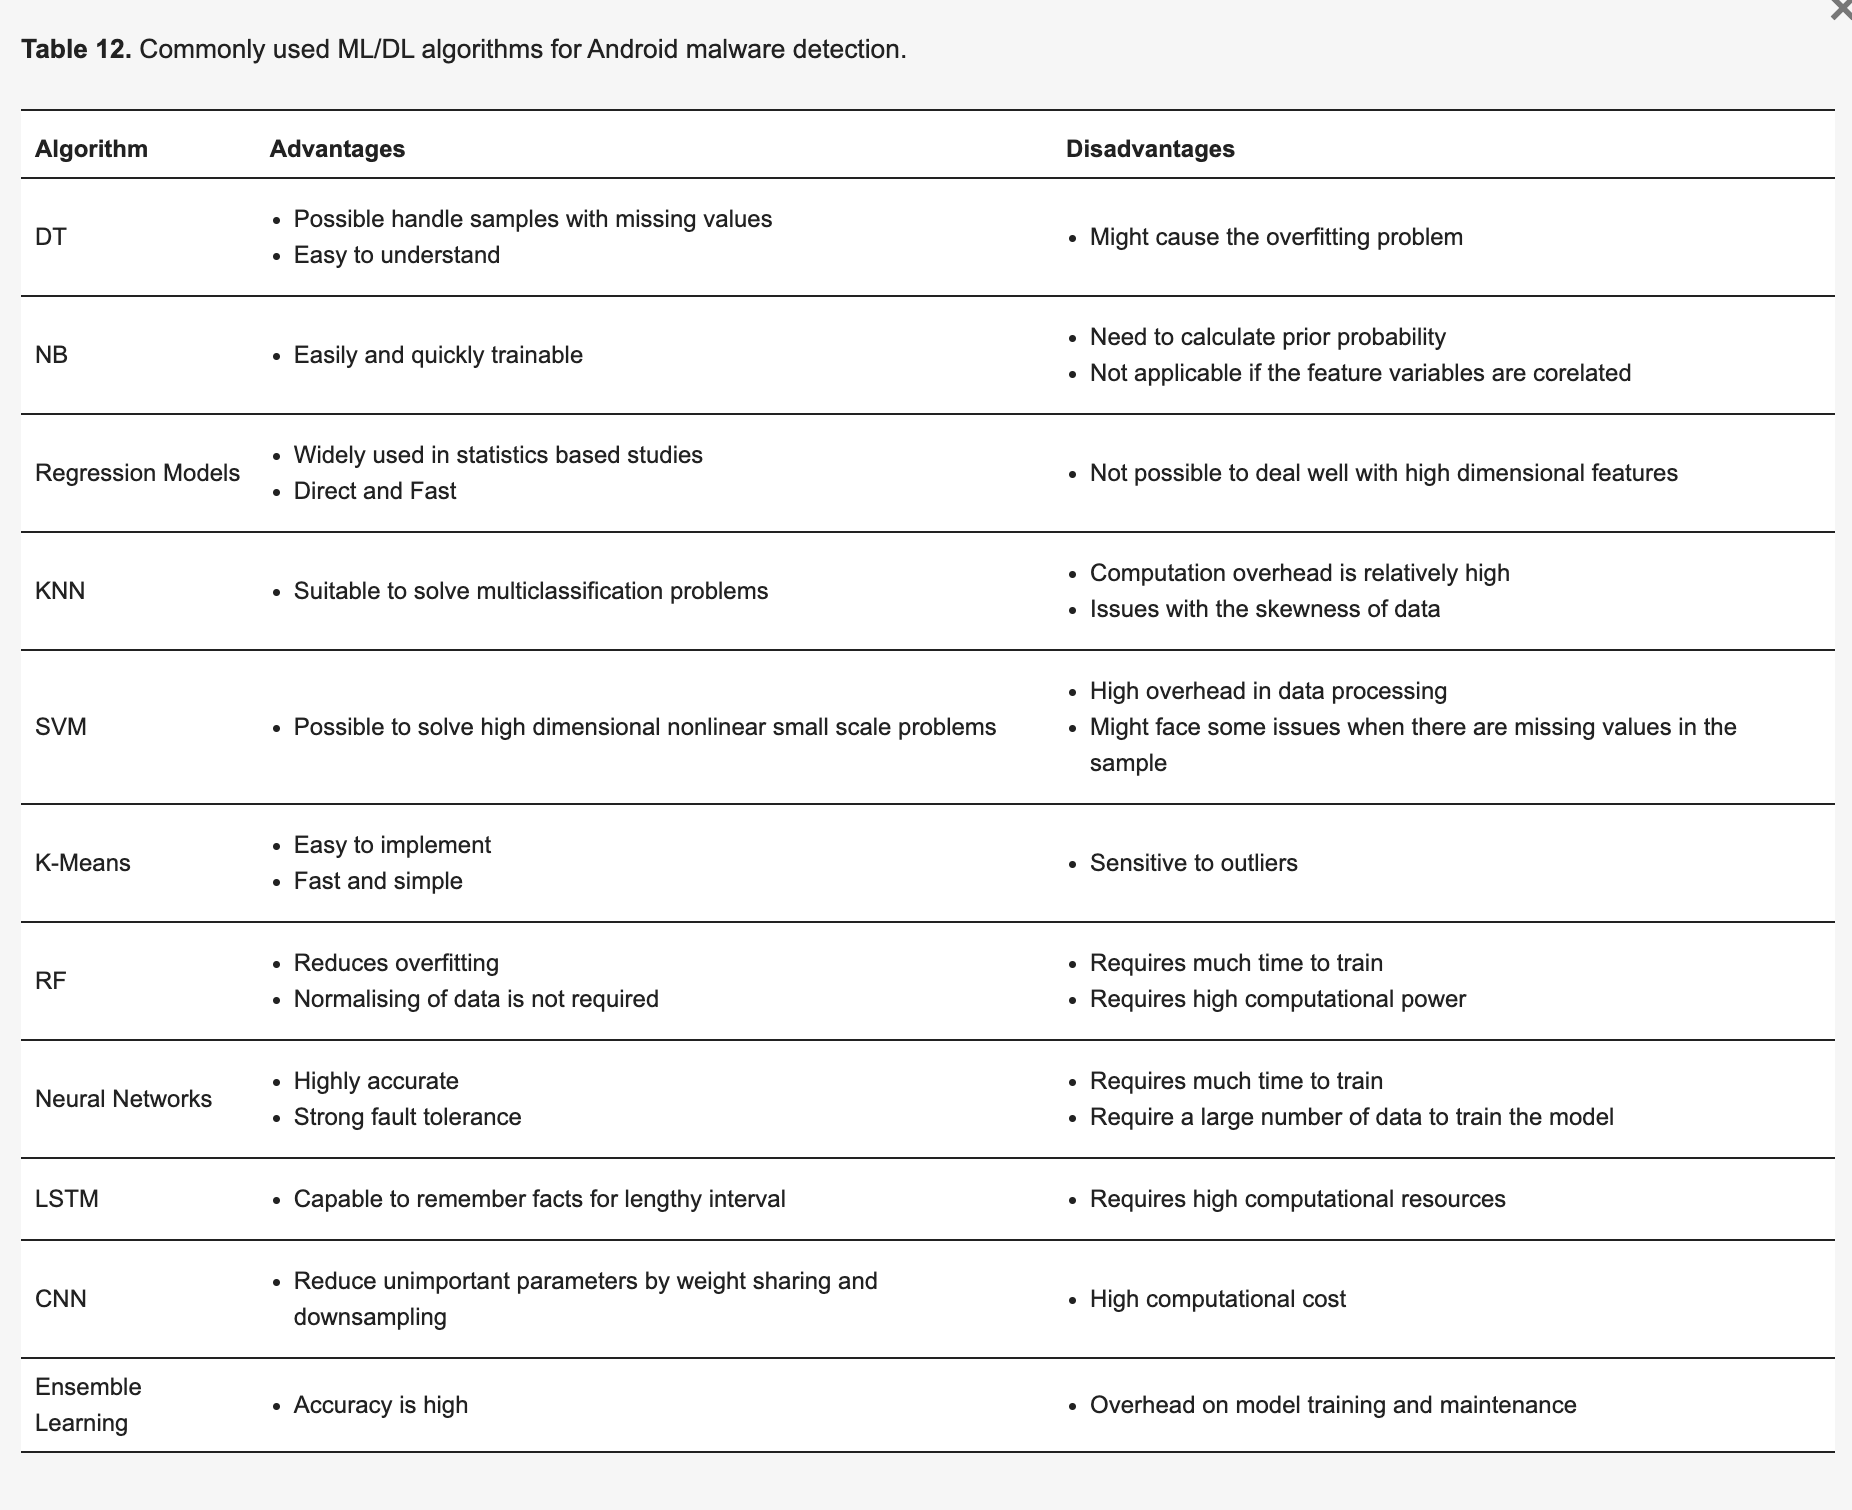 Table 12. Commonly used ML/DL algorithms for Android malware detection.
Algorithm Advantages Disadvantages
DT
• Possible handle samples with missing values
• Easy to understand
• Might cause the overfitting problem
NB
• Easily and quickly trainable
• Need to calculate prior probability
• Not applicable if the feature variables are corelated
Regression Models
• Widely used in statistics based studies
• Direct and Fast
• Not possible to deal well with high dimensional features
KNN
• Suitable to solve multiclassification problems
• Computation overhead is relatively high
• Issues with the skewness of data
SVM
• Possible to solve high dimensional nonlinear small scale problems
• High overhead in data processing
• Might face some issues when there are missing values in the
sample
K-Means
• Easy to implement
• Fast and simple
• Sensitive to outliers
RF
• Reduces overfitting
• Normalising of data is not required
• Requires much time to train
• Requires high computational power
Neural Networks
• Highly accurate
• Strong fault tolerance
• Requires much time to train
• Require a large number of data to train the model
LSTM
• Capable to remember facts for lengthy interval
• Requires high computational resources
CNN
• Reduce unimportant parameters by weight sharing and
downsampling
• High computational cost
Ensemble
Learning
• Accuracy is high
• Overhead on model training and maintenance